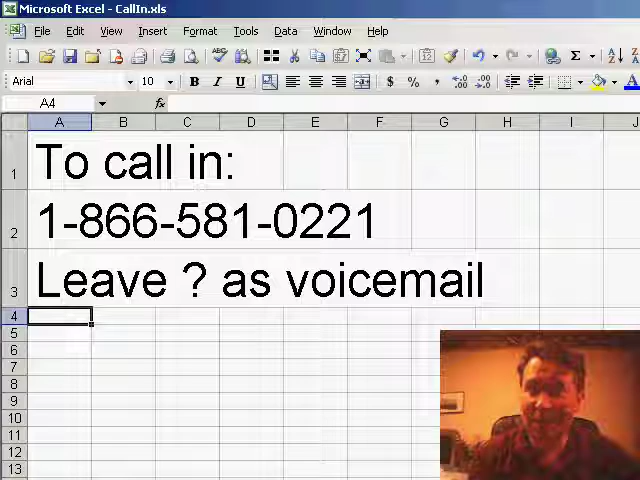 Microsoft Excel - CallIn.xls
File Edit View Insert Format Tools Data Window Help
Arial 10 B I U $ % ,
A4 fx
A B C D E F G H I J
1 To call in:
2 1-866-581-0221
3 Leave ? as voicemail
4
5
6
7
8
9
10
11
12
13